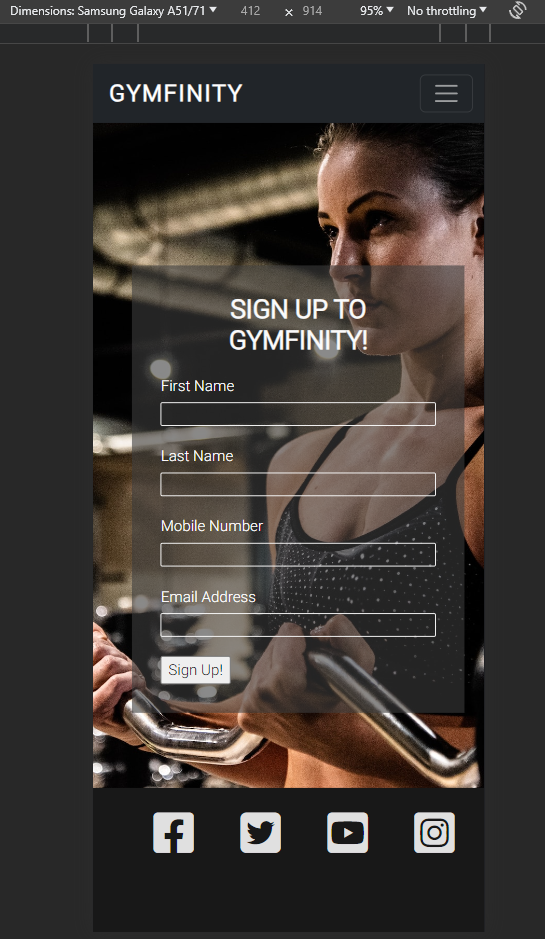 Dimensions: Samsung Galaxy A51/71 ▼ 412 × 914 95% ▼ No throttling ▼
GYMFINITY
SIGN UP TO
GYMFINITY!
First Name
Last Name
Mobile Number
Email Address
Sign Up!